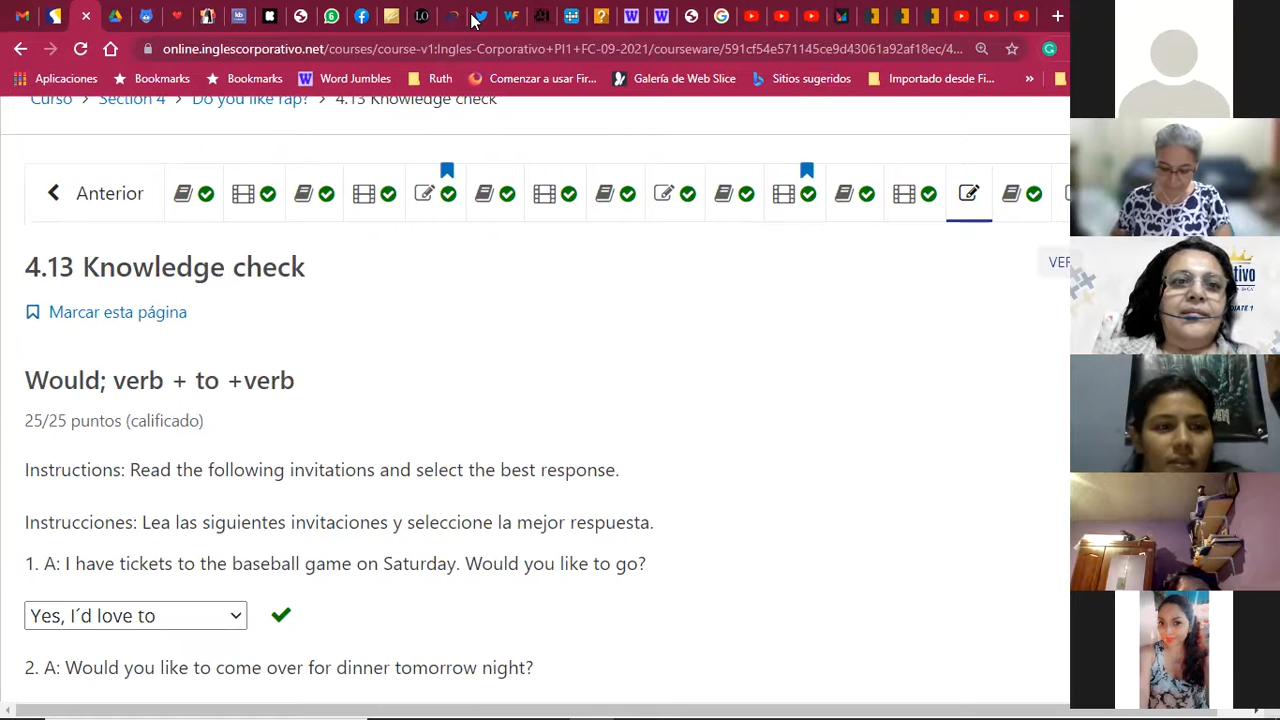 online.inglescorporativo.net/courses/course-v1:Ingles-Corporativo+PI1+FC-09-2021/courseware/591cf54e571145ce9d43061a92af18ec/4...
Aplicaciones Bookmarks Bookmarks Word Jumbles Ruth Comenzar a usar Fir... Galería de Web Slice Sitios sugeridos Importado desde Fi... »
Curso > Section 4 > Do you like rap? > 4.13 Knowledge check
Anterior
4.13 Knowledge check
VER
Marcar esta página
Would; verb + to +verb
25/25 puntos (calificado)
Instructions: Read the following invitations and select the best response.
Instrucciones: Lea las siguientes invitaciones y seleccione la mejor respuesta.
1. A: I have tickets to the baseball game on Saturday. Would you like to go?
Yes, I´d love to
2. A: Would you like to come over for dinner tomorrow night?